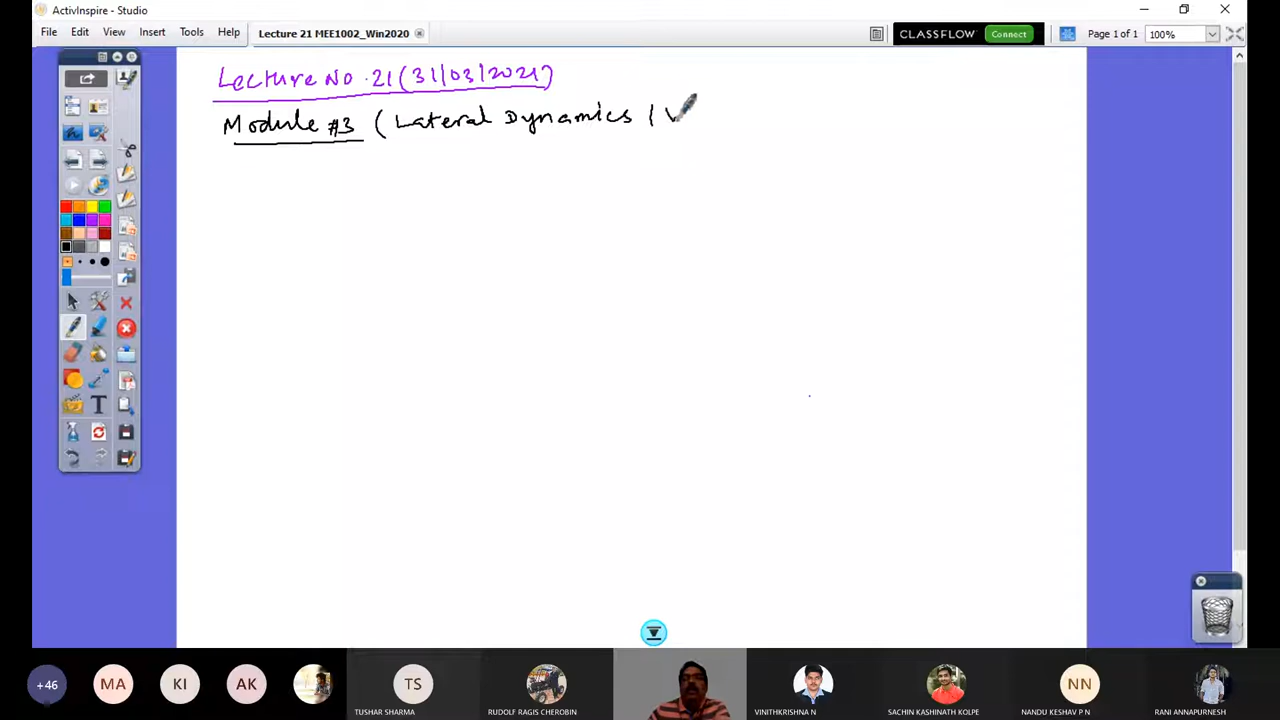 ActivInspire - Studio
File Edit View Insert Tools Help
Lecture 21 MEE1002_Win2020
CLASSFLOW Connect
Page 1 of 1
100%
Lecture No. 21 (31/03/2021)
Module #3 (Lateral Dynamics /
+46
MA
KI
AK
TS
NN
TUSHAR SHARMA
RUDOLF RAGIS CHEROBIN
VINITHKRISHNA N
SACHIN KASHINATH KOLPE
NANDU KESHAV P N
RANI ANNAPURNESH